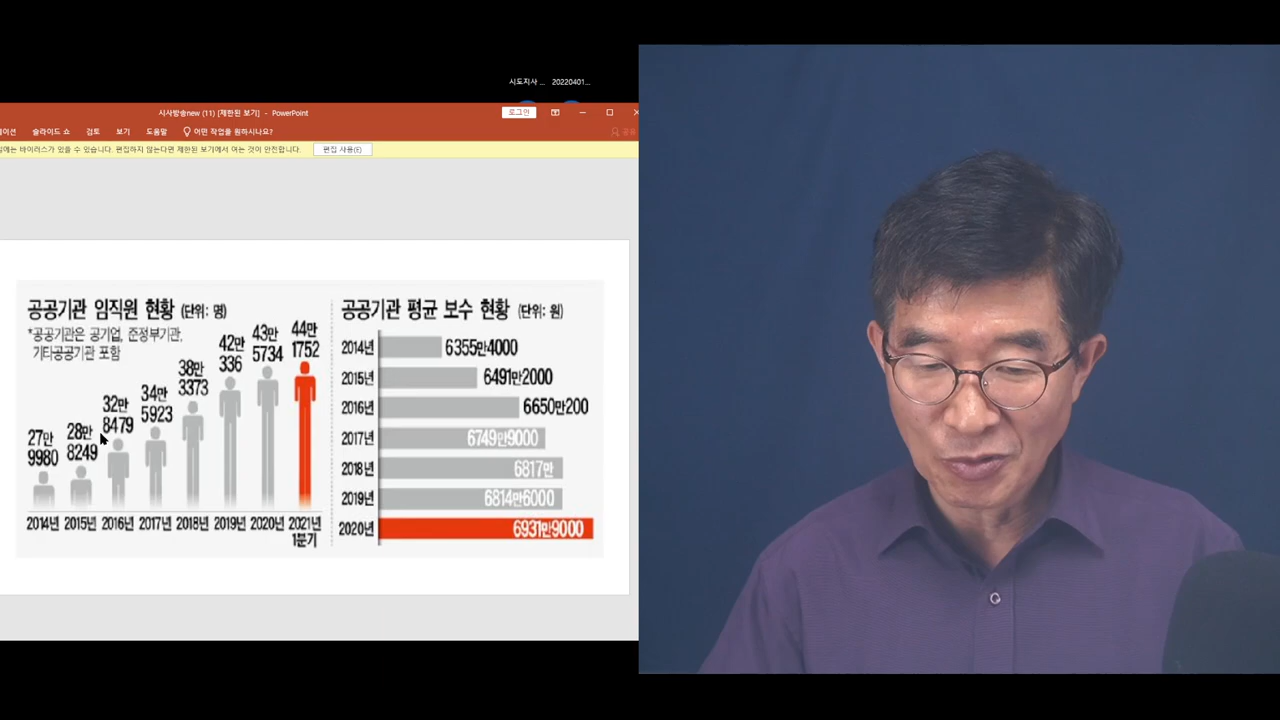 시도지사 ... 20220401...
시사방송new (11) [제한된 보기] - PowerPoint
로그인
슬라이드 쇼 검토 보기 도움말 어떤 작업을 원하시나요? 공유
에는 바이러스가 있을 수 있습니다. 편집하지 않는다면 제한된 보기에서 여는 것이 안전합니다. 편집 사용(E)
공공기관 임직원 현황 (단위: 명)
*공공기관은 공기업, 준정부기관,
기타공공기관 포함
27만
9980
28만
8249
32만
8479
34만
5923
38만
3373
42만
336
43만
5734
44만
1752
2014년 2015년 2016년 2017년 2018년 2019년 2020년 2021년
1분기
공공기관 평균 보수 현황 (단위: 원)
2014년 6355만4000
2015년 6491만2000
2016년 6650만200
2017년 6749만9000
2018년 6817만
2019년 6814만6000
2020년 6931만9000